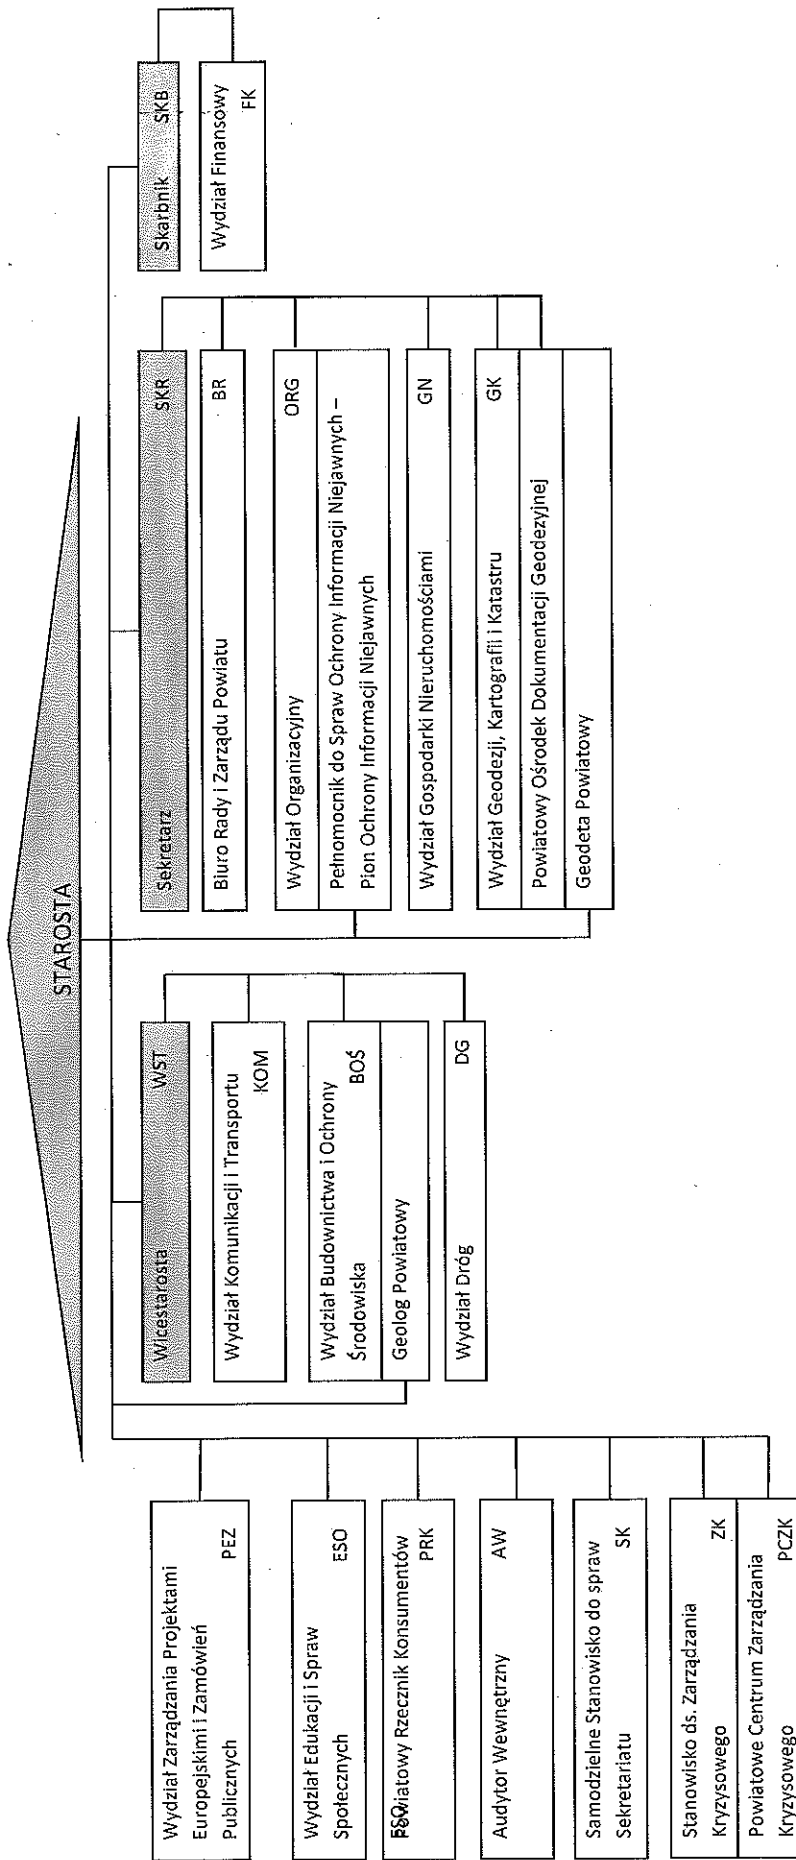 STAROSTA
Wydział Zarządzania Projektami
Europejskimi i Zamówień
Publicznych PEZ
Wydział Edukacji i Spraw
Społecznych ESO
ESO
Powiatowy Rzecznik Konsumentów
PRK
Audytor Wewnętrzny AW
Samodzielne Stanowisko do spraw
Sekretariatu SK
Stanowisko ds. Zarządzania
Kryzysowego ZK
Powiatowe Centrum Zarządzania
Kryzysowego PCZK
Wicestarosta WST
Wydział Komunikacji i Transportu
KOM
Wydział Budownictwa i Ochrony
Środowiska BOŚ
Geolog Powiatowy
Wydział Dróg DG
Sekretarz SKR
Biuro Rady i Zarządu Powiatu BR
Wydział Organizacyjny ORG
Pełnomocnik do Spraw Ochrony Informacji Niejawnych –
Pion Ochrony Informacji Niejawnych
Wydział Gospodarki Nieruchomościami GN
Wydział Geodezji, Kartografii i Katastru GK
Powiatowy Ośrodek Dokumentacji Geodezyjnej
Geodeta Powiatowy
Skarbnik SKB
Wydział Finansowy
FK